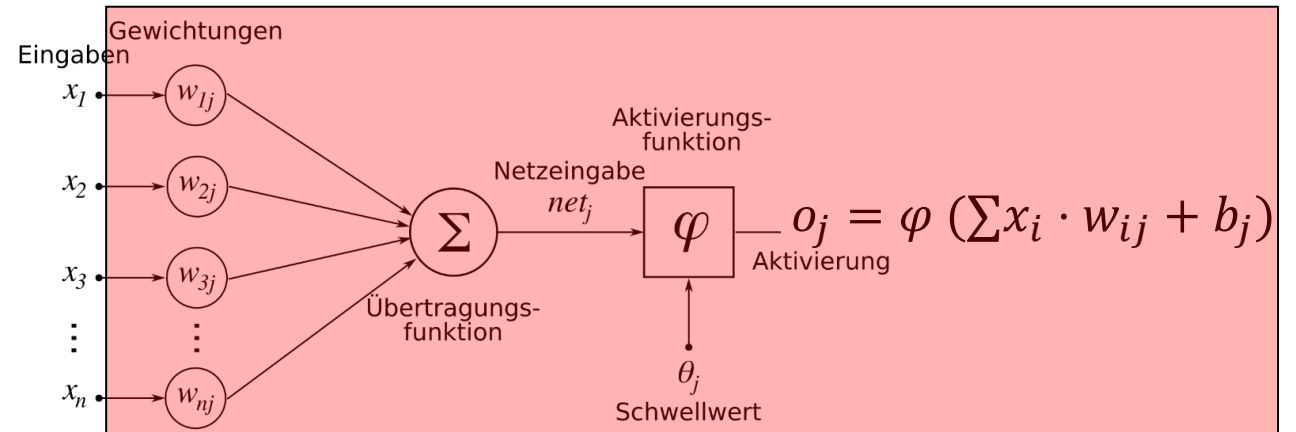 Gewichtungen
Eingaben
x1
w1j
x2
w2j
x3
w3j
⋮
⋮
xn
wnj
Σ
Übertragungs-
funktion
Netzeingabe
netj
Aktivierungs-
funktion
φ
oj = φ (∑xi · wij + bj)
Aktivierung
θj
Schwellwert